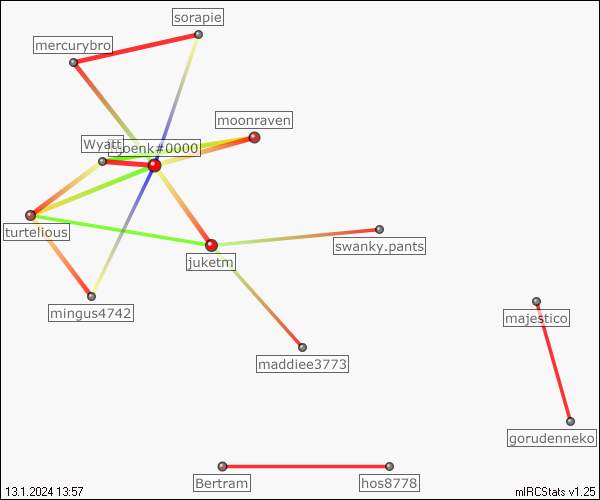 sorapie
mercurybro
moonraven
Wyatt
benk#0000
turtelious
juketm
swanky.pants
mingus4742
majestico
maddiee3773
gorudenneko
Bertram
hos8778
13.1.2024 13:57
mIRCStats v1.25